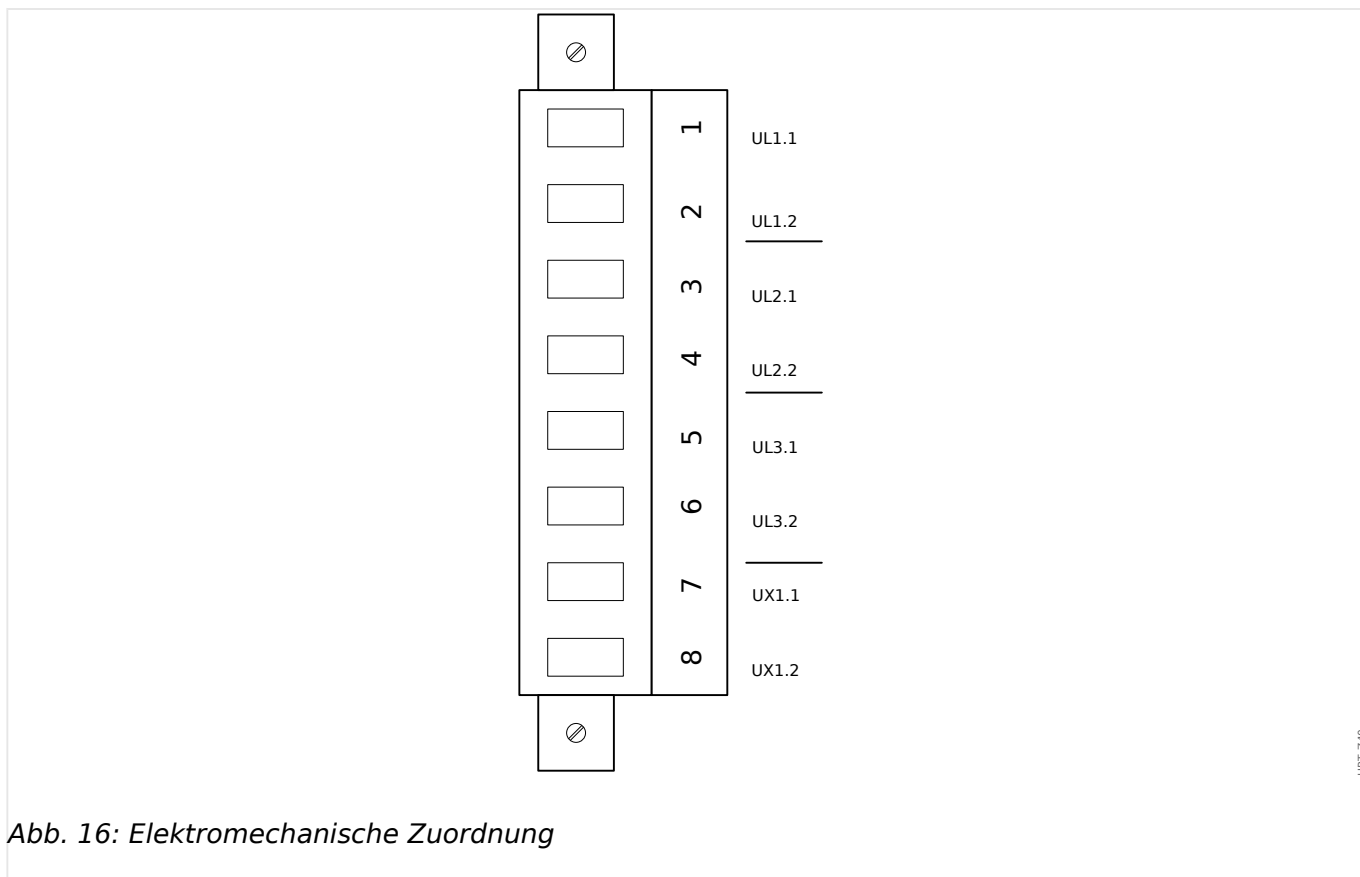 1 UL1.1
2 UL1.2
3 UL2.1
4 UL2.2
5 UL3.1
6 UL3.2
7 UX1.1
8 UX1.2
Abb. 16: Elektromechanische Zuordnung